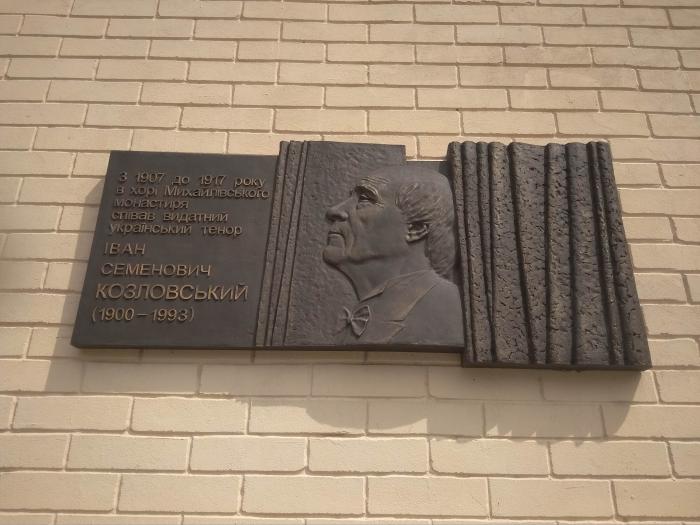 З 1907 до 1917 року
в хорі Михайлівського
монастиря
співав видатний
український тенор
ІВАН
СЕМЕНОВИЧ
КОЗЛОВСЬКИЙ
(1900 – 1993)